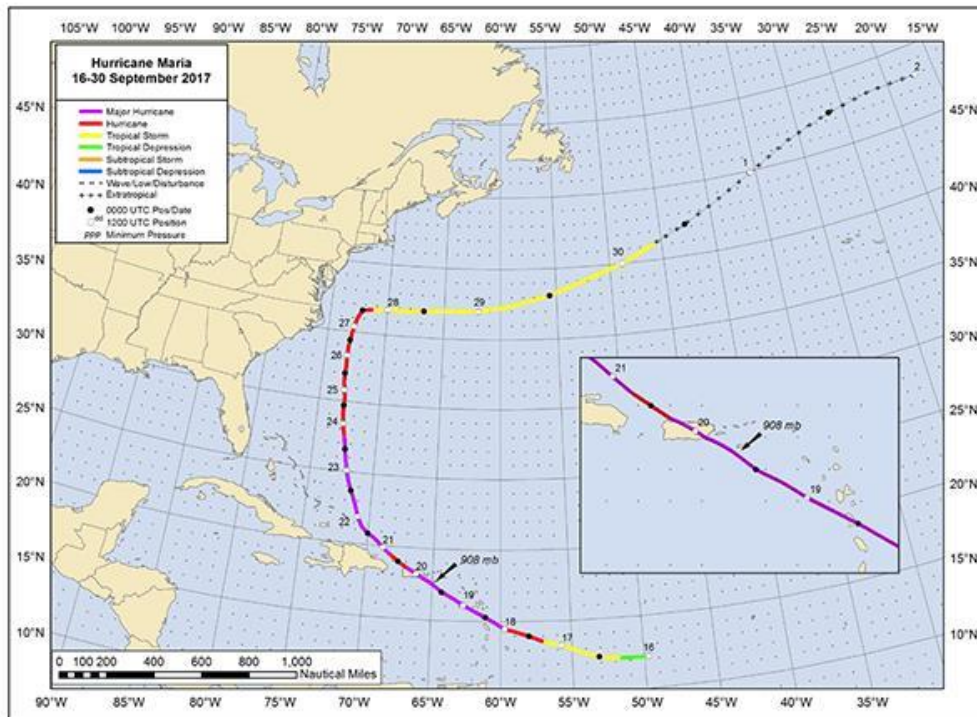 105°W 100°W 95°W 90°W 85°W 80°W 75°W 70°W 65°W 60°W 55°W 50°W 45°W 40°W 35°W 30°W 25°W 20°W 15°W
Hurricane Maria
16-30 September 2017
Major Hurricane
Hurricane
Tropical Storm
Tropical Depression
Subtropical Storm
Subtropical Depression
Wave/Low/Disturbance
Extratropical
0000 UTC Pos/Date
dd 1200 UTC Position
PPP Minimum Pressure
45°N
40°N
35°N
30°N
25°N
20°N
15°N
10°N
2
1
30
29
28
27
26
25
24
23
22
21
20
908 mb
19
18
17
16
21
20
908 mb
19
45°N
40°N
35°N
30°N
25°N
20°N
15°N
10°N
0 100 200 400 600 800 1,000
Nautical Miles
90°W 85°W 80°W 75°W 70°W 65°W 60°W 55°W 50°W 45°W 40°W 35°W